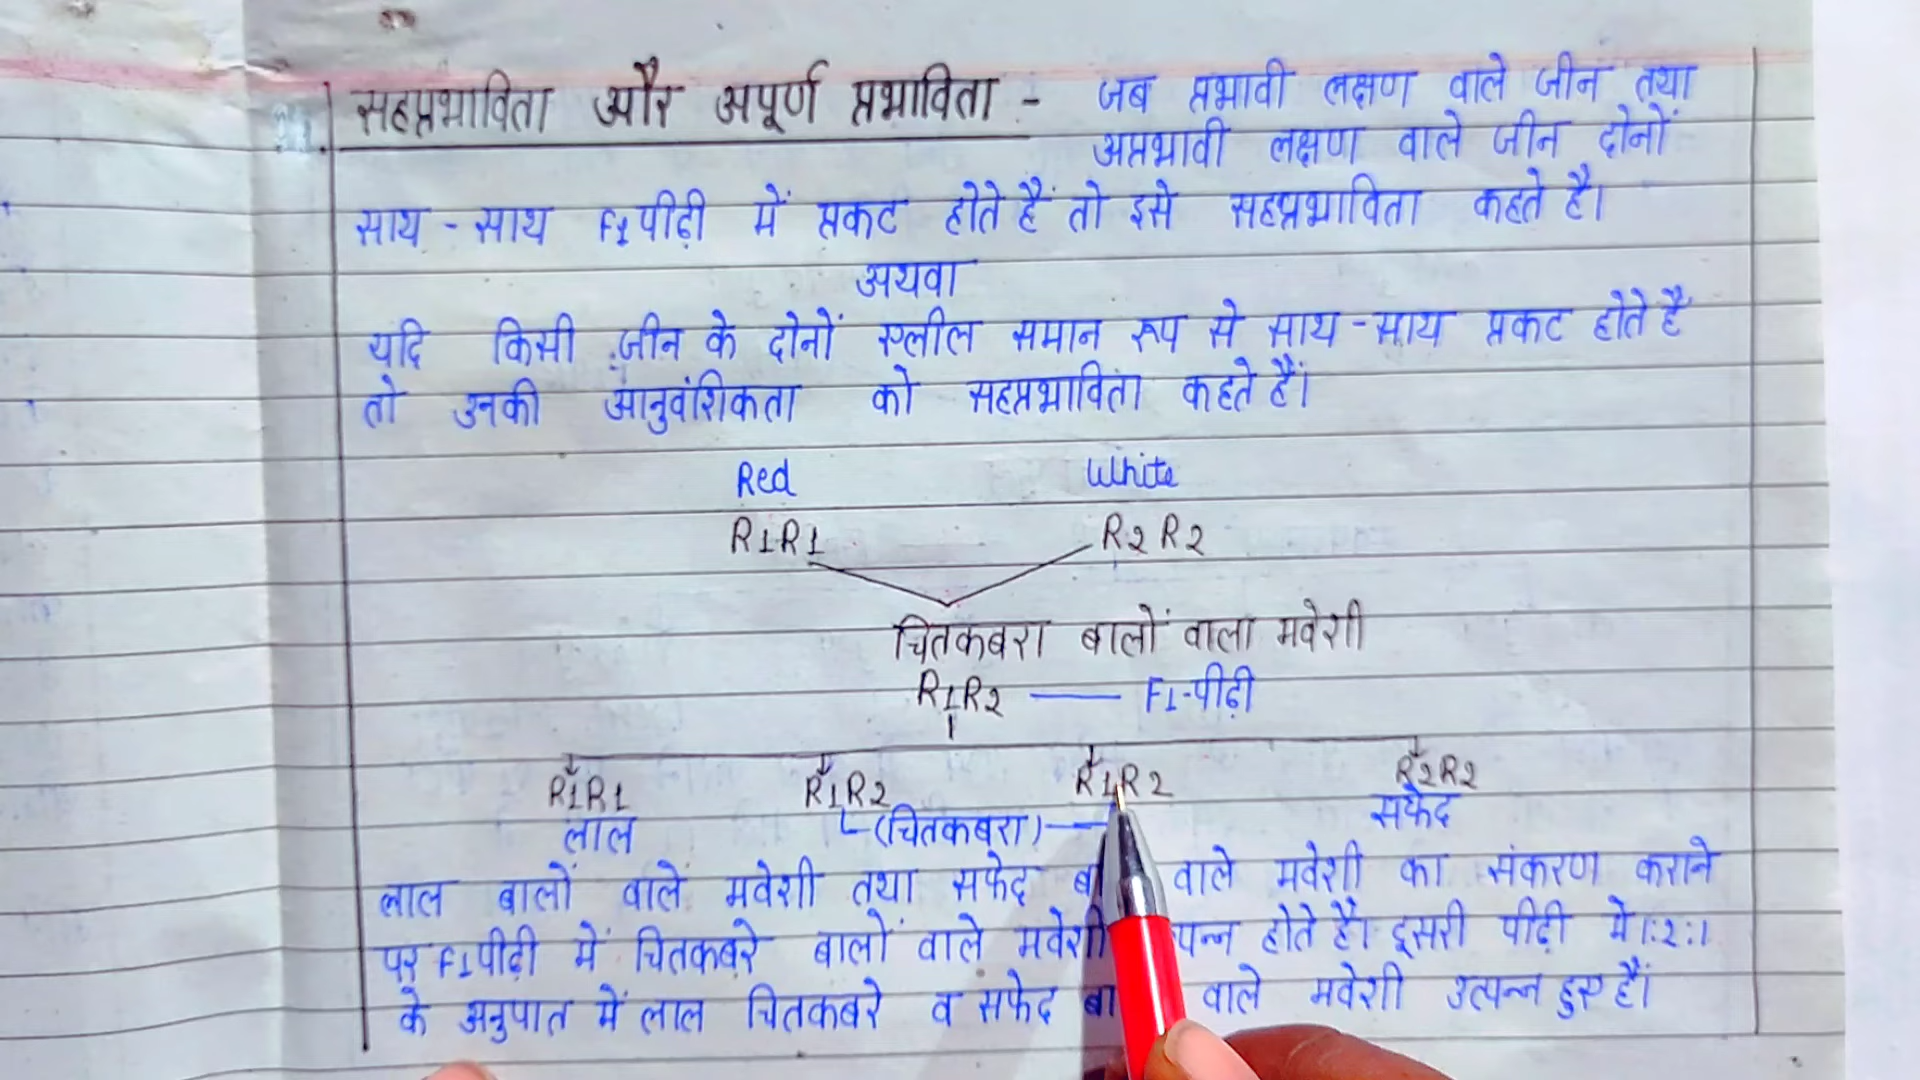 सहप्रभाविता और अपूर्ण प्रभाविता - जब प्रभावी लक्षण वाले जीन तथा
अप्रभावी लक्षण वाले जीन दोनों
साथ - साथ F1 पीढ़ी में प्रकट होते हैं तो इसे सहप्रभाविता कहते है।
अथवा
यदि किसी जीन के दोनों एलील समान रूप से साथ - साथ प्रकट होते है
तो उनकी आनुवंशिकता को सहप्रभाविता कहते हैं।
Red White
R1R1 R2 R2
चितकबरा बालों वाला मवेशी
R1R2 — F1-पीढ़ी
R1R1 R1R2 R1R2 R2R2
लाल (चितकबरा) सफेद
लाल बालों वाले मवेशी तथा सफेद वाले मवेशी का संकरण कराने
पर F1 पीढ़ी में चितकबरे बालों वाले मवेशी होते है। दूसरी पीढ़ी मे 1:2:1
के अनुपात में लाल चितकबरे व सफेद वाले मवेशी उत्पन्न हुए हैं।